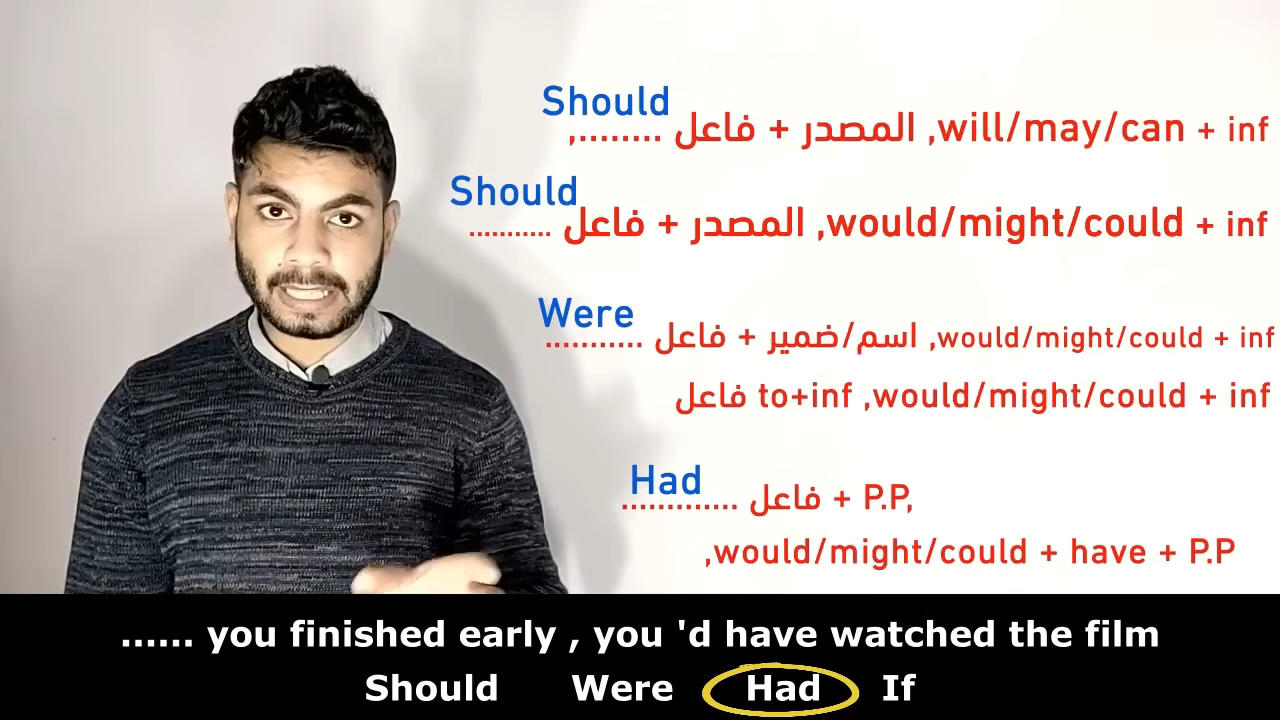 Should
........, فاعل + المصدر ,will/may/can + inf
Should
........... فاعل + المصدر ,would/might/could + inf
Were
........... فاعل + اسم/ضمير ,would/might/could + inf
فاعل to+inf ,would/might/could + inf
Had
............. فاعل + P.P,
,would/might/could + have + P.P
...... you finished early , you 'd have watched the film
Should Were Had If